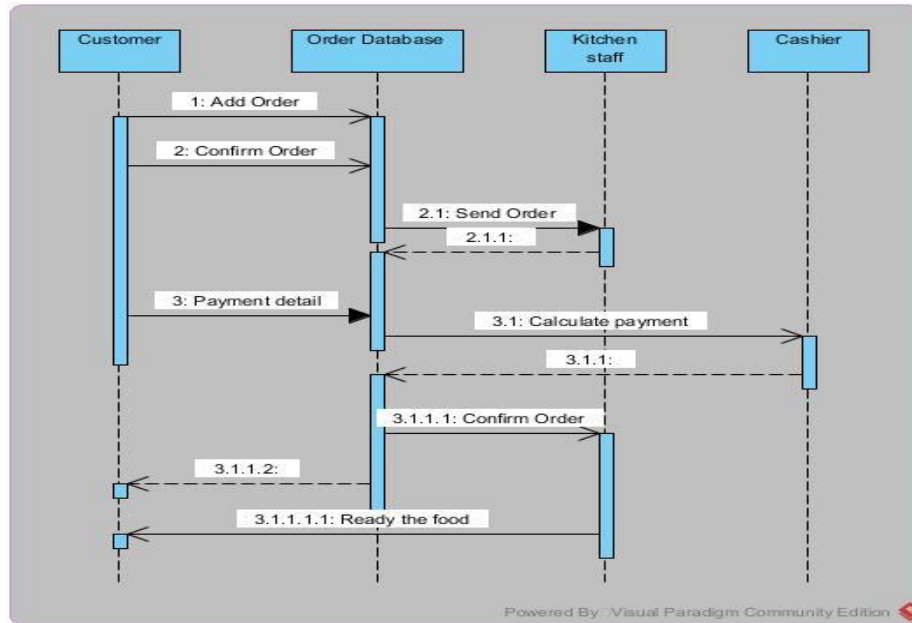 Customer
Order Database
Kitchen
staff
Cashier
1: Add Order
2: Confirm Order
2.1: Send Order
2.1.1:
3: Payment detail
3.1: Calculate payment
3.1.1:
3.1.1.1: Confirm Order
3.1.1.2:
3.1.1.1.1: Ready the food
Powered By Visual Paradigm Community Edition